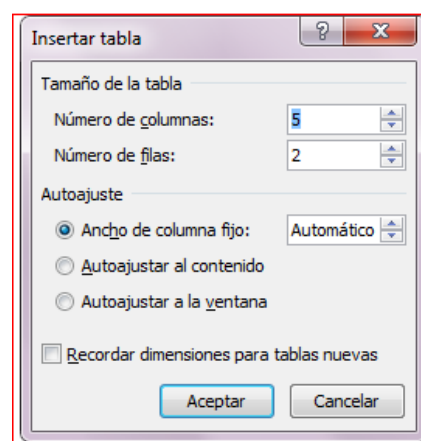 Insertar tabla
Tamaño de la tabla
Número de columnas: 5
Número de filas: 2
Autoajuste
Ancho de columna fijo: Automático
Autoajustar al contenido
Autoajustar a la ventana
Recordar dimensiones para tablas nuevas
Aceptar Cancelar